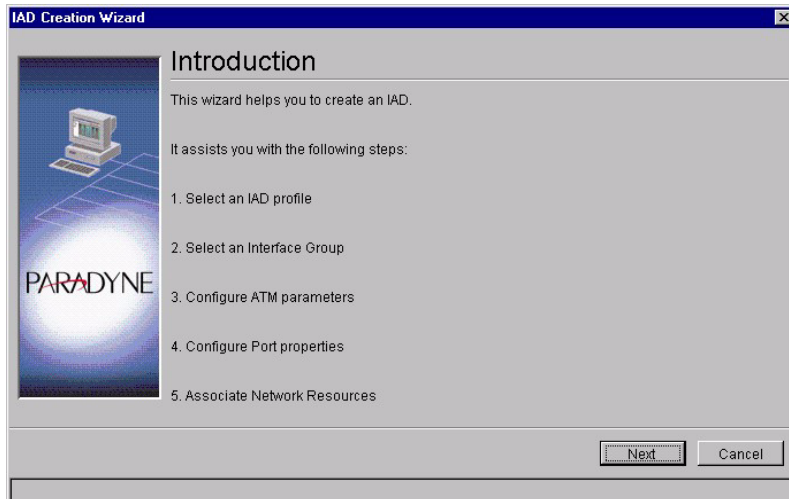 IAD Creation Wizard
Introduction
This wizard helps you to create an IAD.
It assists you with the following steps:
1. Select an IAD profile
2. Select an Interface Group
3. Configure ATM parameters
4. Configure Port properties
5. Associate Network Resources
PARADYNE
Next
Cancel